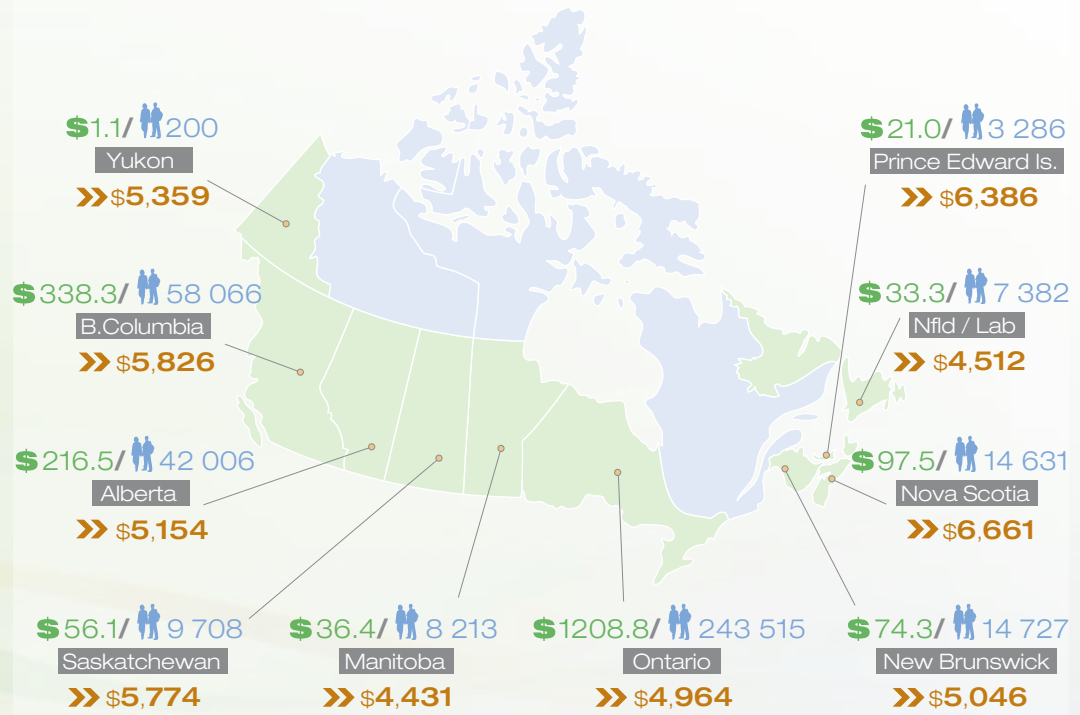 $1.1/ 200
Yukon
$5,359
$338.3/ 58 066
B.Columbia
$5,826
$216.5/ 42 006
Alberta
$5,154
$56.1/ 9 708
Saskatchewan
$5,774
$36.4/ 8 213
Manitoba
$4,431
$1208.8/ 243 515
Ontario
$4,964
$21.0/ 3 286
Prince Edward Is.
$6,386
$33.3/ 7 382
Nfld / Lab
$4,512
$97.5/ 14 631
Nova Scotia
$6,661
$74.3/ 14 727
New Brunswick
$5,046